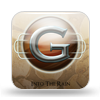 G
INTO THE RAIN